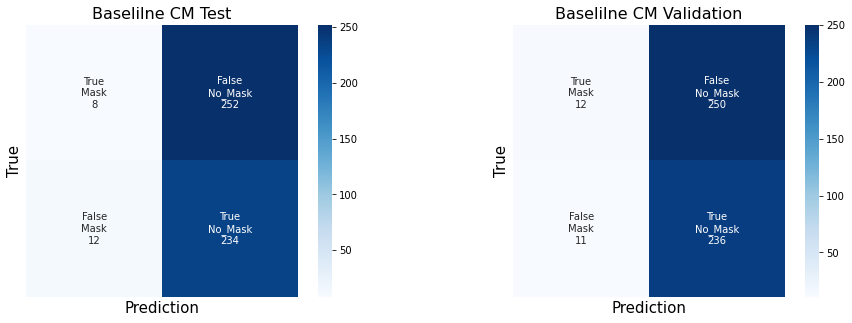 Baselilne CM Test
True
Mask
8
False
No_Mask
252
False
Mask
12
True
No_Mask
234
True
Prediction
250
200
150
100
50
Baselilne CM Validation
True
Mask
12
False
No_Mask
250
False
Mask
11
True
No_Mask
236
True
Prediction
250
200
150
100
50